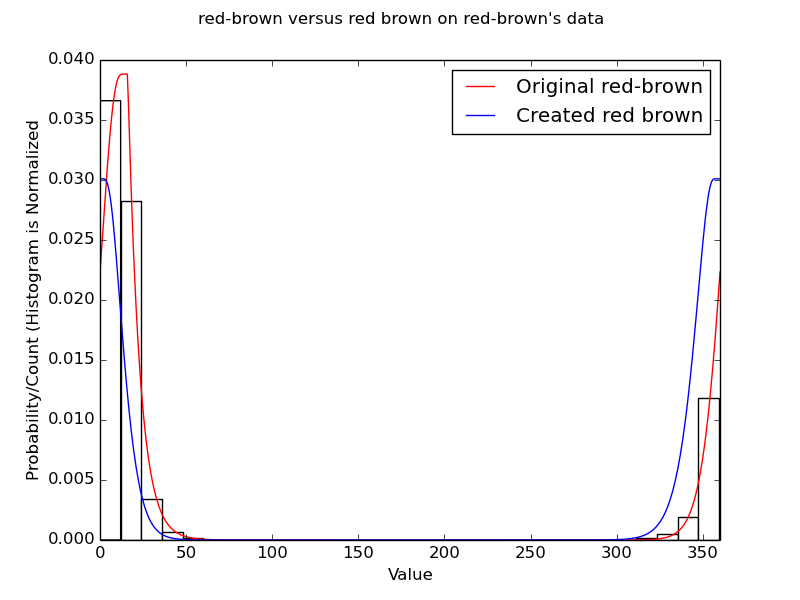 red-brown versus red brown on red-brown's data
Probability/Count (Histogram is Normalized
0.040
0.035
0.030
0.025
0.020
0.015
0.010
0.005
0.000
Original red-brown
Created red brown
0 50 100 150 200 250 300 350
Value